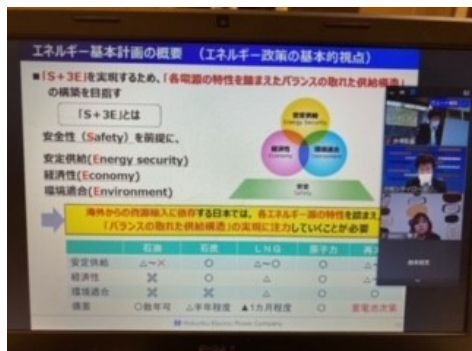 エネルギー基本計画の概要 （エネルギー政策の基本的視点）
■「S+3E」を実現するため、「各電源の特性を踏まえたバランスの取れた供給構造」
の構築を目指す
「S+3E」とは
安全性（Safety）を前提に、
安定供給(Energy security)
経済性(Economy)
環境適合(Environment)
安定供給
Energy Security
経済性
Economy
環境適合
Environment
安全
Safety
海外からの資源輸入に依存する日本では、各エネルギー源の特性を踏まえ
「バランスの取れた供給構造」の実現に注力していくことが必要
石油 石炭 LNG 原子力
安定供給 △～× ○ △～○ ○
経済性 × ○ △ ○
環境適合 × × △ ○ ○
備蓄 ○数年可 △半年程度 ▲1カ月程度 ○ 蓄電池次第
Hokuriku Electric Power Company